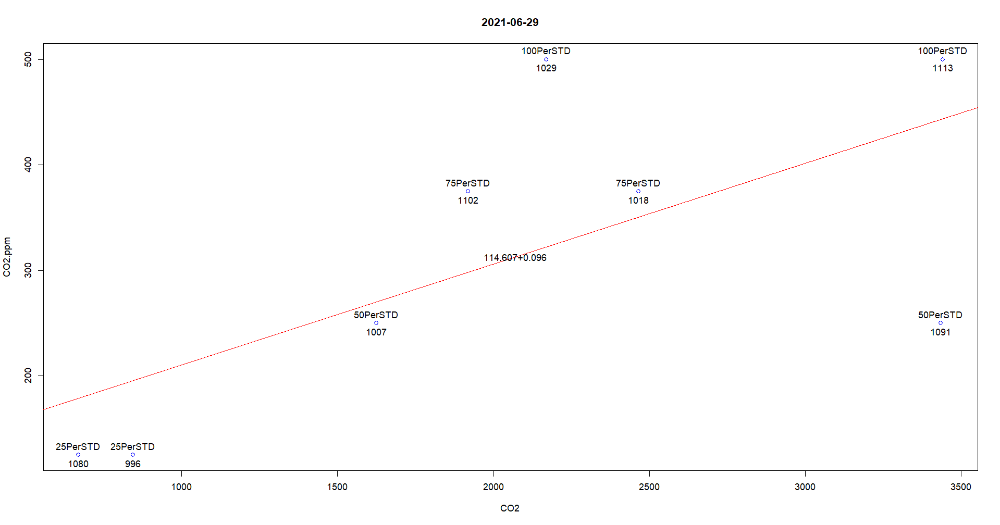 2021-06-29
500
400
300
200
CO2.ppm
100PerSTD
1029
100PerSTD
1113
75PerSTD
1102
75PerSTD
1018
114.607+0.096
50PerSTD
1007
50PerSTD
1091
25PerSTD
1080
25PerSTD
996
1000
1500
2000
2500
3000
3500
CO2